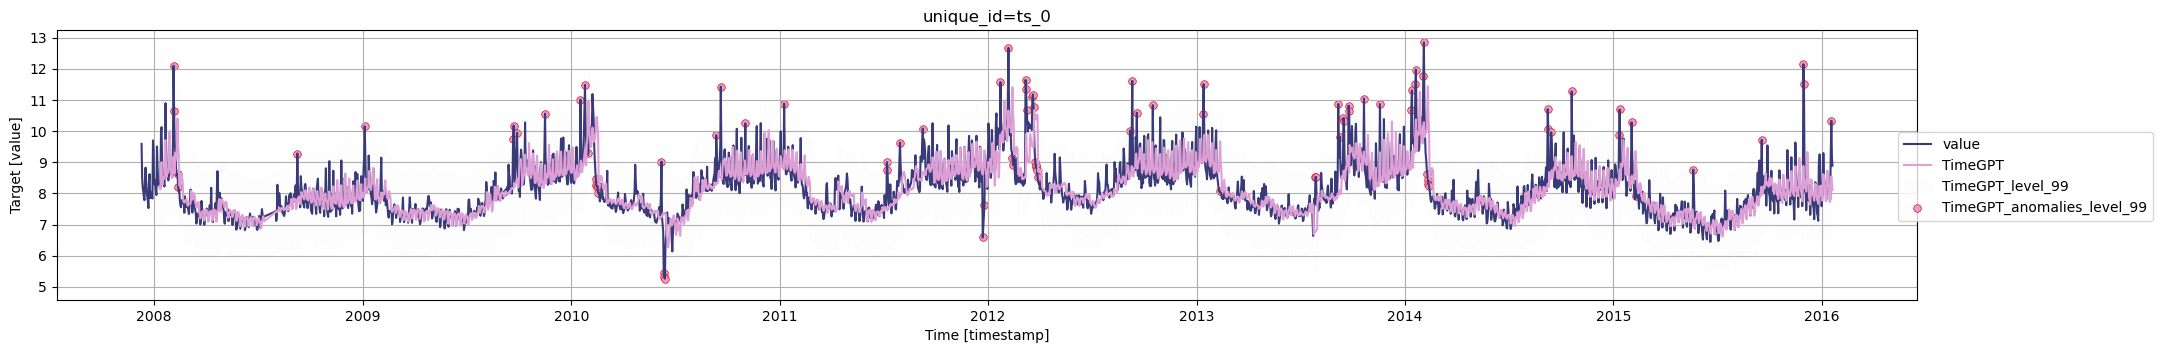 unique_id=ts_0
Target [value]
13
12
11
10
9
8
7
6
5
2008 2009 2010 2011 2012 2013 2014 2015 2016
Time [timestamp]
value
TimeGPT
TimeGPT_level_99
TimeGPT_anomalies_level_99